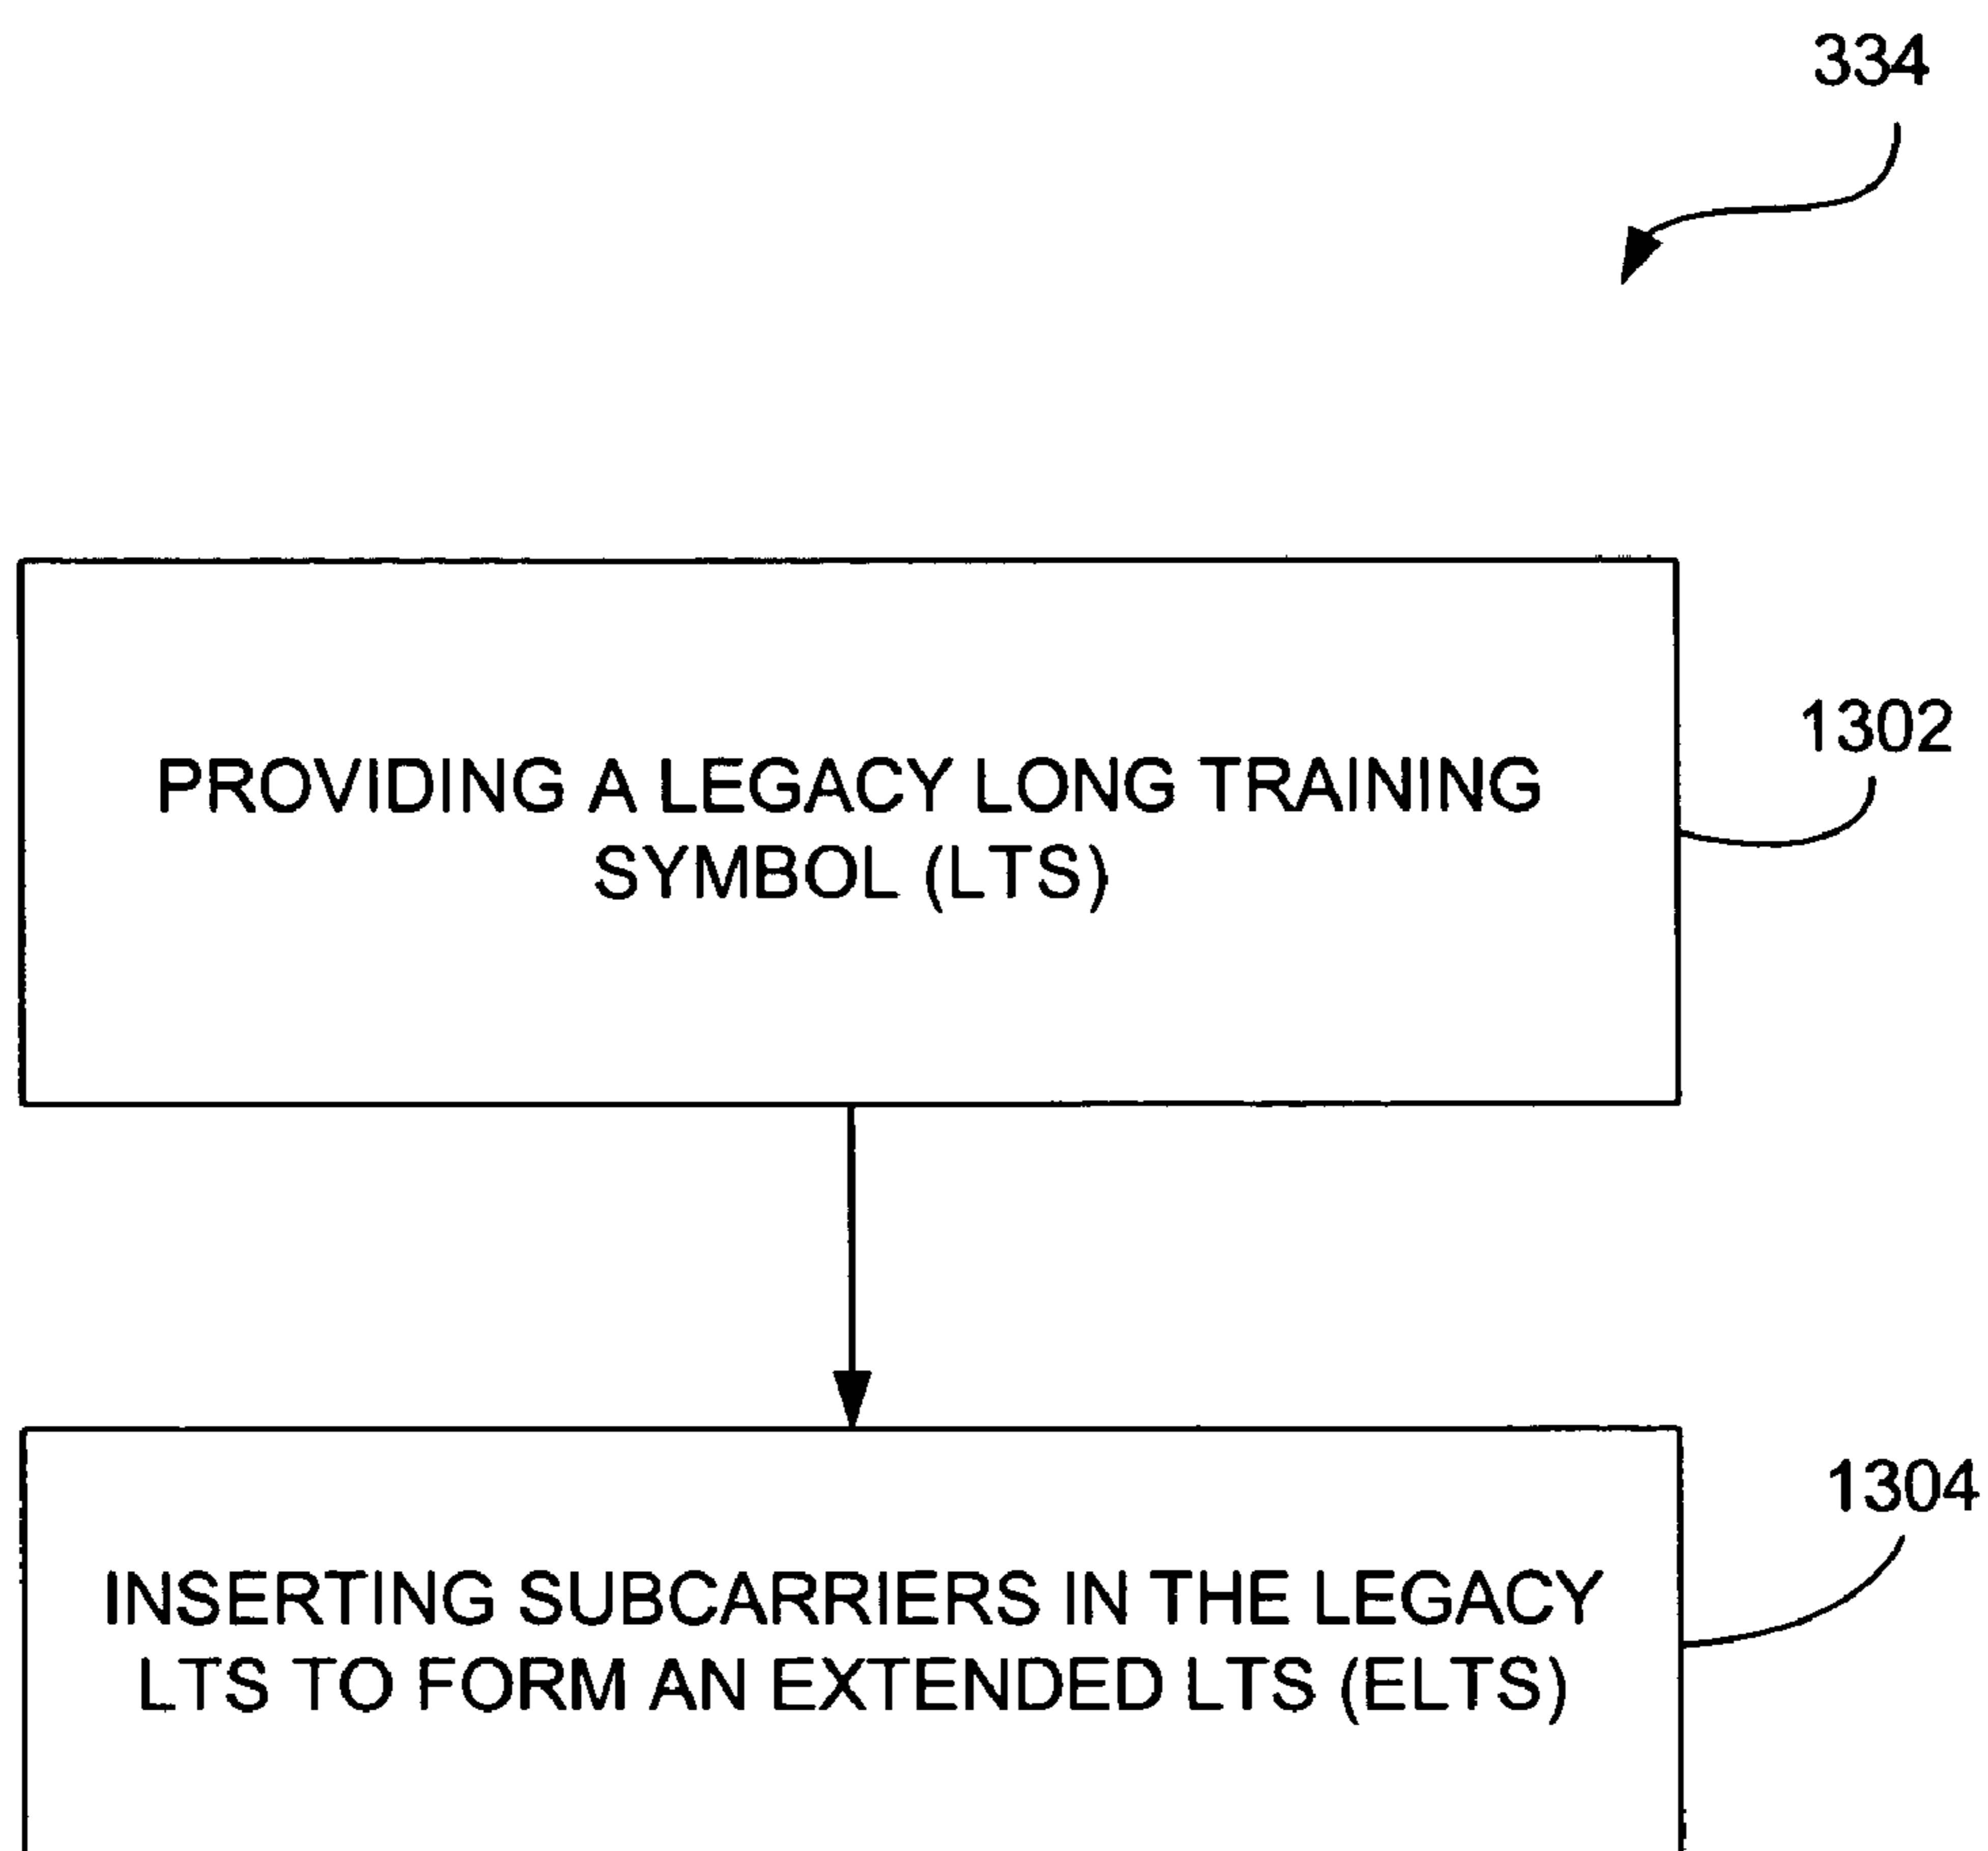 334
1302
PROVIDING A LEGACY LONG TRAINING
SYMBOL (LTS)
1304
INSERTING SUBCARRIERS IN THE LEGACY
LTS TO FORM AN EXTENDED LTS (ELTS)